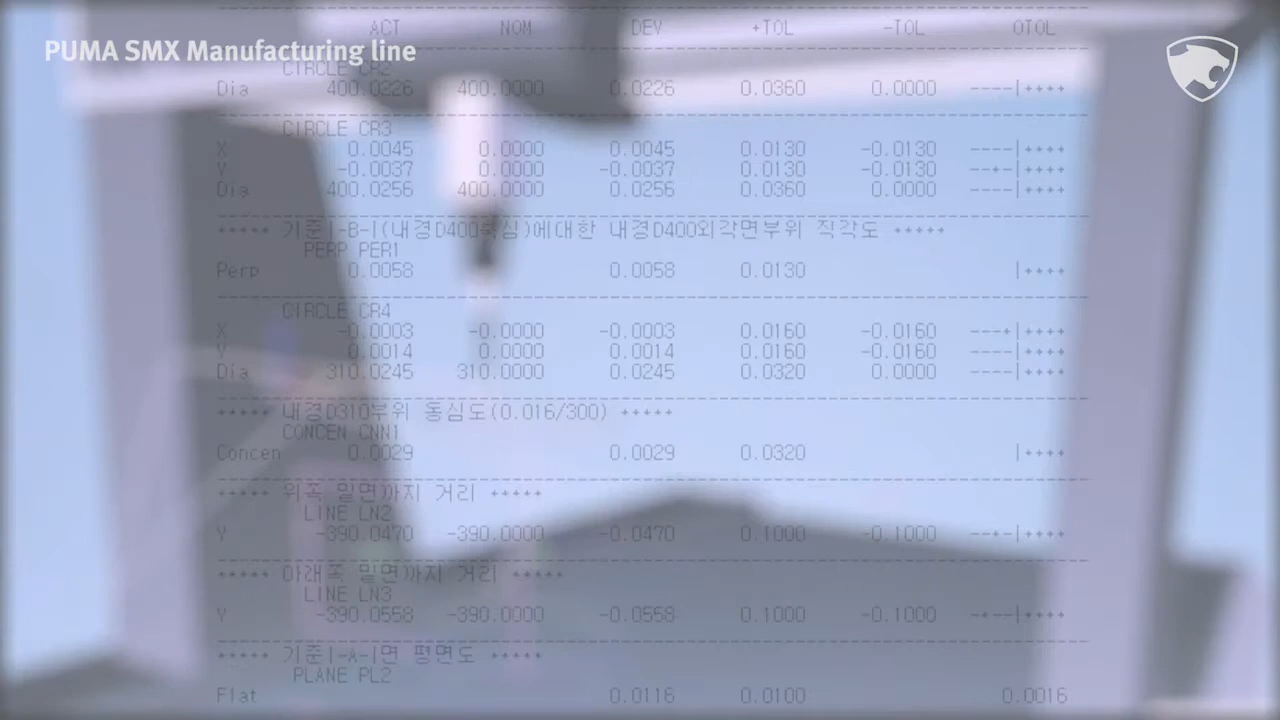 ACT NOM DEV +TOL -TOL OTOL
PUMA SMX Manufacturing line
CIRCLE CR2
Dia 400.0226 400.0000 0.0226 0.0360 0.0000 ----|++++
CIRCLE CR3
X 0.0045 0.0000 0.0045 0.0130 -0.0130 ----|++++
Y -0.0037 0.0000 -0.0037 0.0130 -0.0130 --+-|++++
Dia 400.0256 400.0000 0.0256 0.0360 0.0000 ----|++++
***** 기준|-B-|(내경D400중심)에대한 내경D400외각면부위 직각도 *****
PERP PER1
Perp 0.0058 0.0058 0.0130 |++++
CIRCLE CR4
X -0.0003 -0.0000 -0.0003 0.0160 -0.0160 ---+|++++
Y 0.0014 0.0000 0.0014 0.0160 -0.0160 ----|++++
Dia 310.0245 310.0000 0.0245 0.0320 0.0000 ----|++++
***** 내경D310부위 동심도(0.016/300) *****
CONCEN CNN1
Concen 0.0029 0.0029 0.0320 |++++
***** 위쪽 밑면까지 거리 *****
LINE LN2
Y -390.0470 -390.0000 -0.0470 0.1000 -0.1000 --+-|++++
***** 아래쪽 밑면까지 거리 *****
LINE LN3
Y -390.0558 -390.0000 -0.0558 0.1000 -0.1000 -+--|++++
***** 기준|-A-|면 평면도 *****
PLANE PL2
Flat 0.0116 0.0100 0.0016